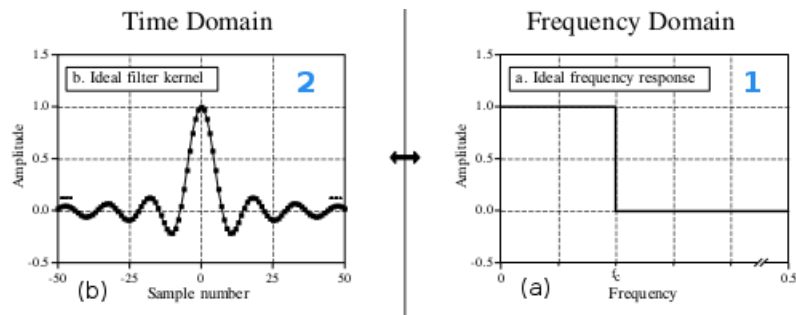 Time Domain
Frequency Domain
1.5
b. Ideal filter kernel
2
1.0
0.5
0.0
-0.5
Amplitude
-50
-25
0
25
50
(b)
Sample number
1.5
a. Ideal frequency response
1
1.0
0.5
0.0
-0.5
Amplitude
0
fc
0.5
(a)
Frequency